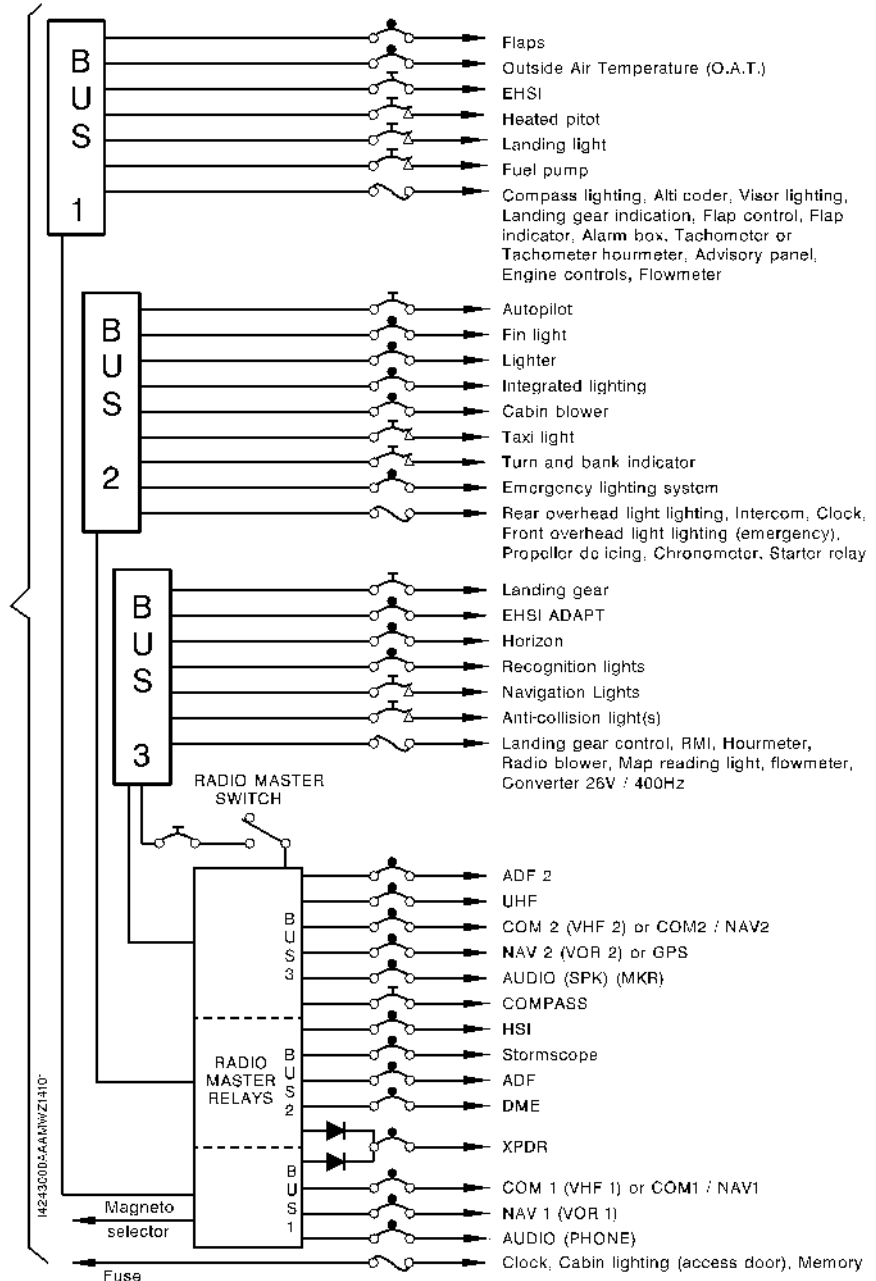 BUS 1
Flaps
Outside Air Temperature (O.A.T.)
EHSI
Heated pitot
Landing light
Fuel pump
Compass lighting, Alti coder, Visor lighting,
Landing gear indication, Flap control, Flap
indicator, Alarm box, Tachometer or
Tachometer hourmeter, Advisory panel,
Engine controls, Flowmeter
BUS 2
Autopilot
Fin light
Lighter
Integrated lighting
Cabin blower
Taxi light
Turn and bank indicator
Emergency lighting system
Rear overhead light lighting, Intercom, Clock,
Front overhead light lighting (emergency),
Propeller de icing, Chronometer, Starter relay
BUS 3
Landing gear
EHSI ADAPT
Horizon
Recognition lights
Navigation Lights
Anti-collision light(s)
Landing gear control, RMI, Hourmeter,
Radio blower, Map reading light, flowmeter,
Converter 26V / 400Hz
RADIO MASTER
SWITCH
BUS3
ADF 2
UHF
COM 2 (VHF 2) or COM2 / NAV2
NAV 2 (VOR 2) or GPS
AUDIO (SPK) (MKR)
COMPASS
RADIO
MASTER
RELAYS
BUS2
HSI
Stormscope
ADF
DME
XPDR
BUS1
COM 1 (VHF 1) or COM1 / NAV1
NAV 1 (VOR 1)
AUDIO (PHONE)
Magneto
selector
Fuse
Clock, Cabin lighting (access door), Memory